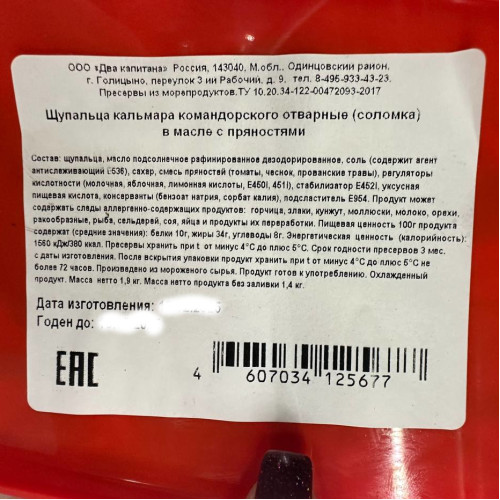 ООО «Два капитана» Россия, 143040, М.обл., Одинцовский район,
г. Голицыно, переулок 3 ий Рабочий, д. 9, тел. 8-495-933-43-23.
Пресервы из морепродуктов.ТУ 10.20.34-122-00472093-2017
Щупальца кальмара командорского отварные (соломка)
в масле с пряностями
Состав: щупальца, масло подсолнечное рафинированное дезодорированное, соль (содержит агент
антислеживающий Е536), сахар, смесь пряностей (томаты, чеснок, прованские травы), регуляторы
кислотности (молочная, яблочная, лимонная кислоты, Е450I, 451I), стабилизатор Е452I, уксусная
пищевая кислота, консерванты (бензоат натрия, сорбат калия), подсластитель Е954. Продукт может
содержать следы аллергенно-содержащих продуктов: горчица, злаки, кунжут, моллюски, молоко, орехи,
ракообразные, рыба, сельдерей, соя, яйца и продукты их переработки. Пищевая ценность 100г продукта
содержат (средние значения): белки 10г, жиры 34г, углеводы 8г. Энергетическая ценность (калорийность):
1560 кДж/380 ккал. Пресервы хранить при t от минус 4°С до плюс 5°С. Срок годности пресервов 3 мес.
с даты изготовления. После вскрытия упаковки продукт хранить при t от минус 4°С до плюс 5°С не
более 72 часов. Произведено из мороженого сырья. Продукт готов к употреблению. Охлажденный
продукт. Масса нетто 1,9 кг. Масса нетто продукта без заливки 1,4 кг.
Дата изготовления:
Годен до:
EAC
4 607034 125677